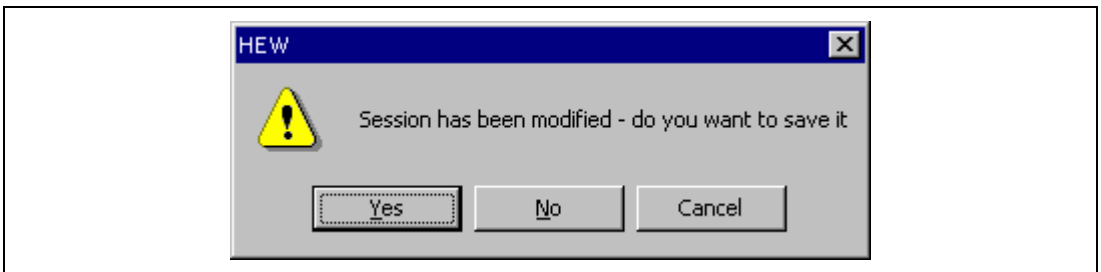 HEW
Session has been modified - do you want to save it
Yes No Cancel